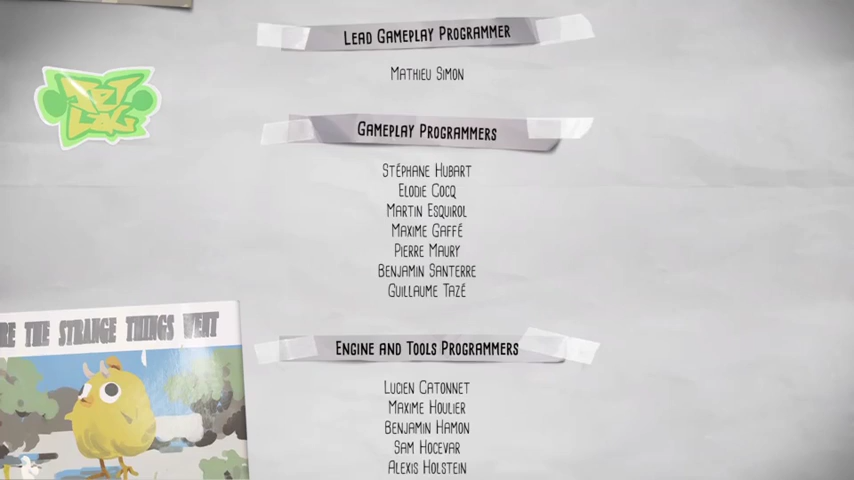 LEAD GAMEPLAY PROGRAMMER
MATHIEU SIMON
JET
LAG
GAMEPLAY PROGRAMMERS
STÉPHANE HUBART
ELODIE COCQ
MARTIN ESQUIROL
MAXIME GAFFÉ
PIERRE MAURY
BENJAMIN SANTERRE
GUILLAUME TAZÉ
RE THE STRANGE THINGS WENT
ENGINE AND TOOLS PROGRAMMERS
LUCIEN CATONNET
MAXIME HOULIER
BENJAMIN HAMON
SAM HOCEVAR
ALEXIS HOLSTEIN